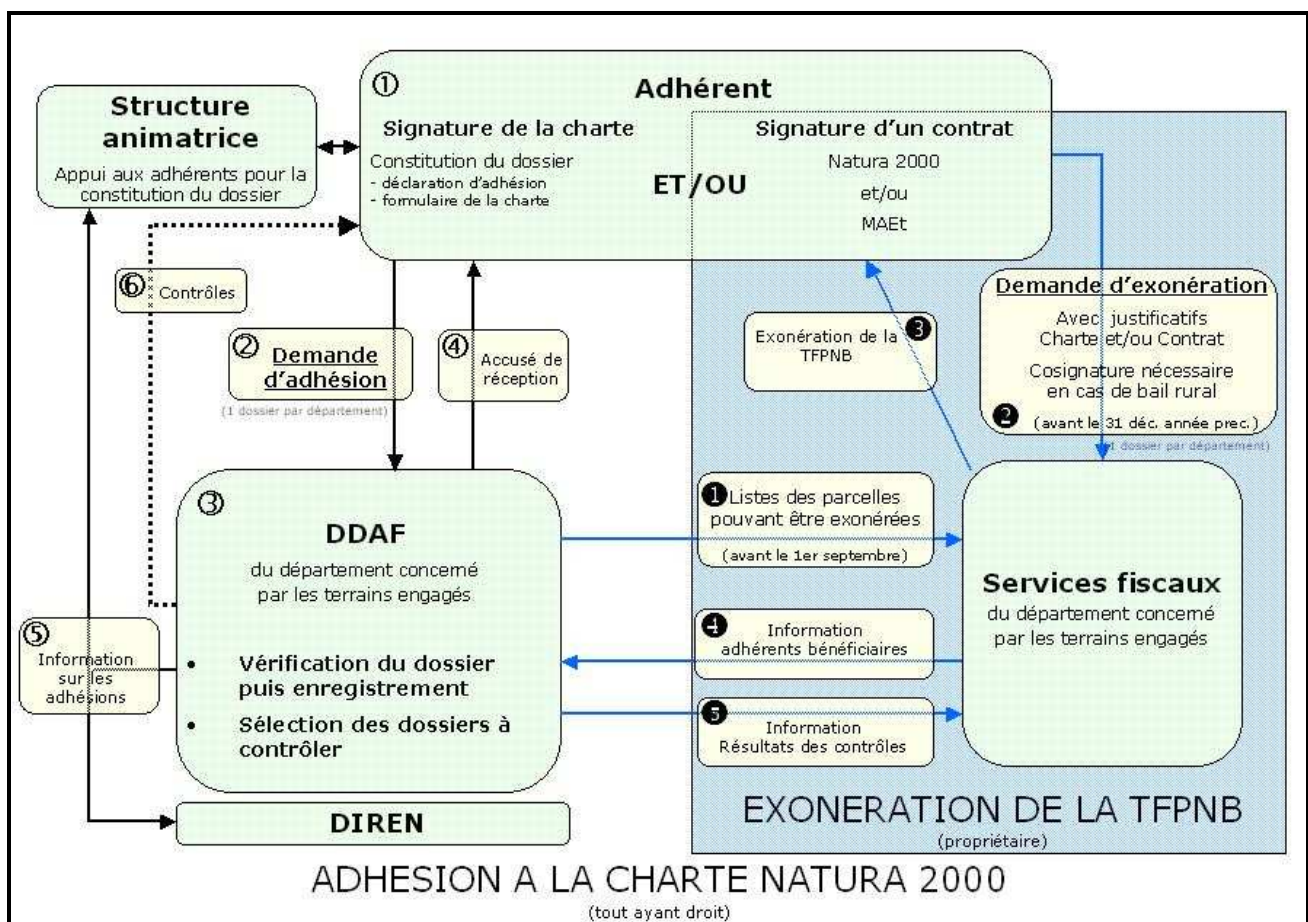 ①
Adhérent
Structure
animatrice
Appui aux adhérents pour la
constitution du dossier
Signature de la charte
Constitution du dossier
- déclaration d'adhésion
- formulaire de la charte
ET/OU
Signature d'un contrat
Natura 2000
et/ou
MAEt
⑥ Contrôles
② Demande
d'adhésion
(1 dossier par département)
④ Accusé de
réception
Exonération de la ❸
TFPNB
Demande d'exonération
Avec justificatifs
Charte et/ou Contrat
Cosignature nécessaire
en cas de bail rural
❷ (avant le 31 déc. année prec.)
(1 dossier par département)
③
DDAF
du département concerné
par les terrains engagés
• Vérification du dossier
puis enregistrement
• Sélection des dossiers à
contrôler
❶ Listes des parcelles
pouvant être exonérées
(avant le 1er septembre)
Services fiscaux
du département concerné
par les terrains engagés
❹ Information
adhérents bénéficiaires
❺ Information
Résultats des contrôles
⑤
Information
sur les
adhésions
DIREN
EXONERATION DE LA TFPNB
(propriétaire)
ADHESION A LA CHARTE NATURA 2000
(tout ayant droit)